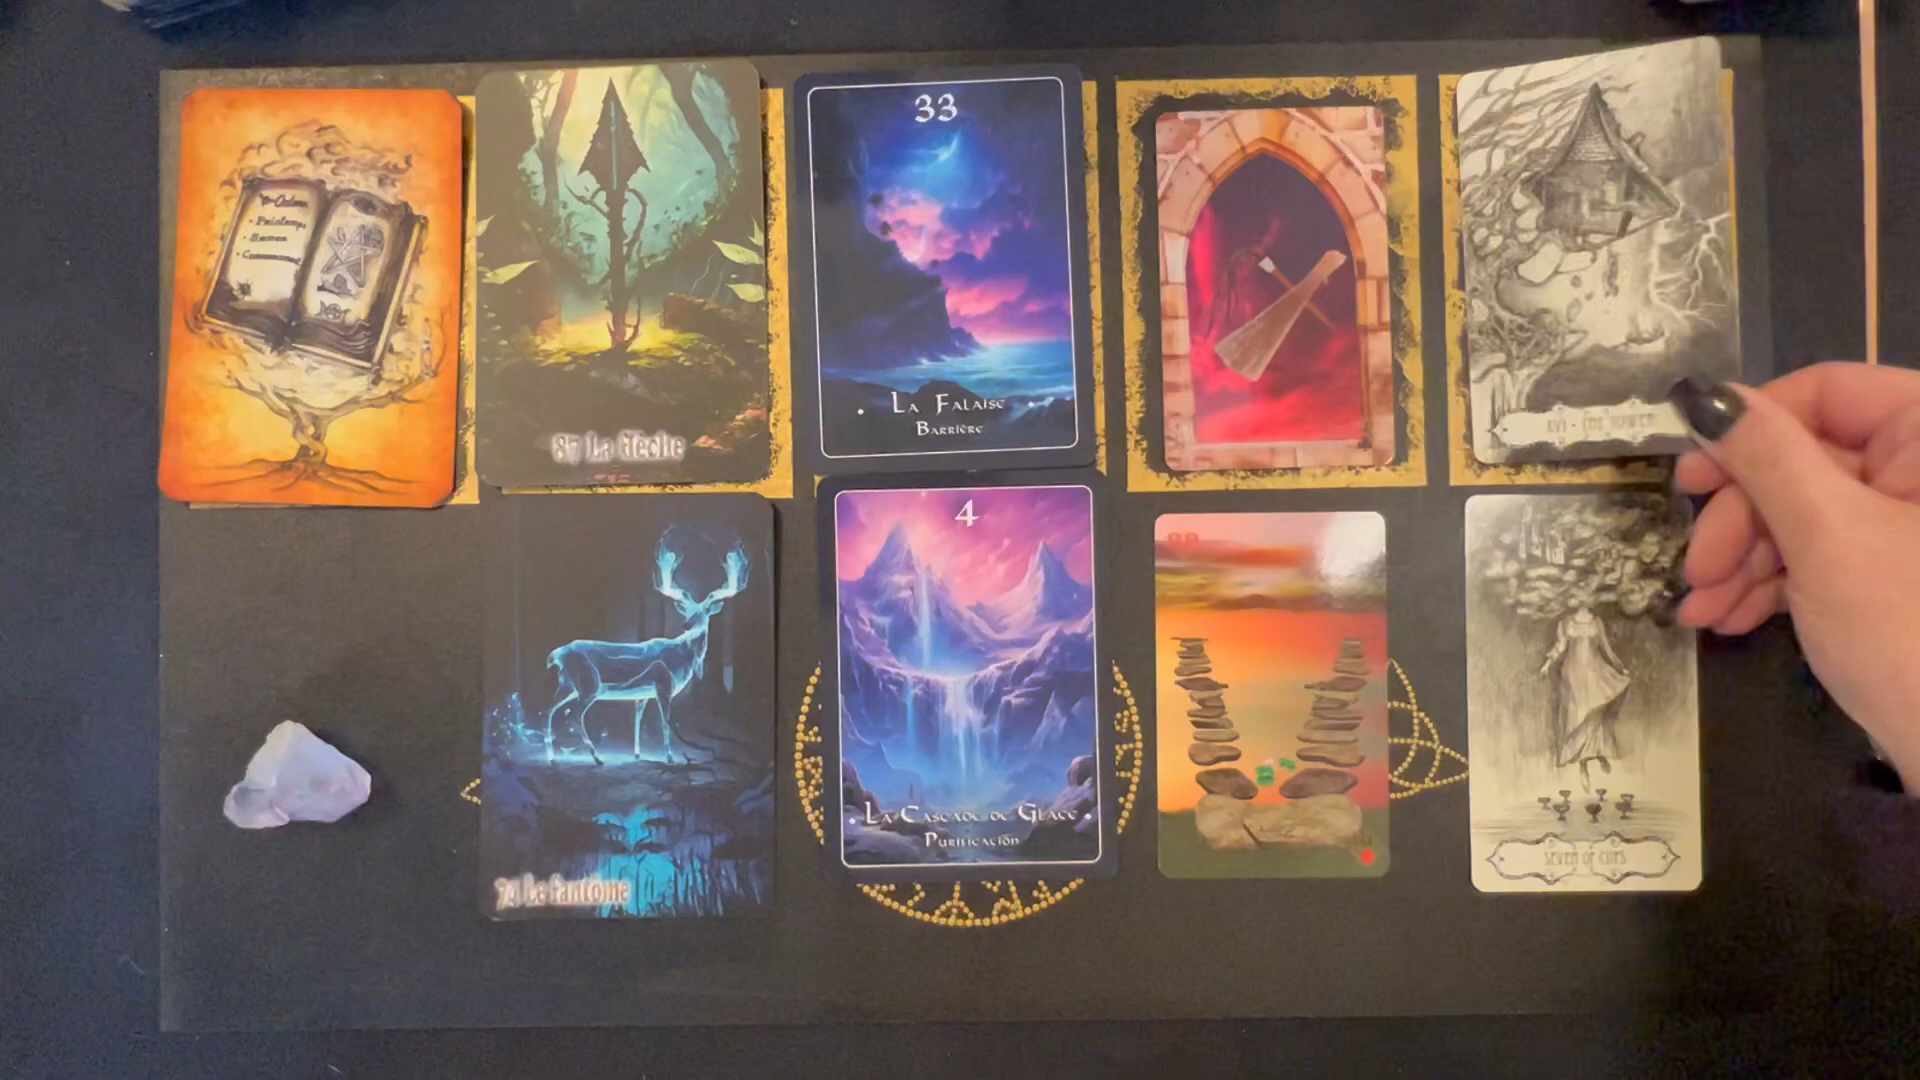 87 La flèche
33
La Falaise
Barrière
XVI · THE TOWER
Le fantôme
4
La Cascade de Glace
Purification
SEVEN OF CUPS